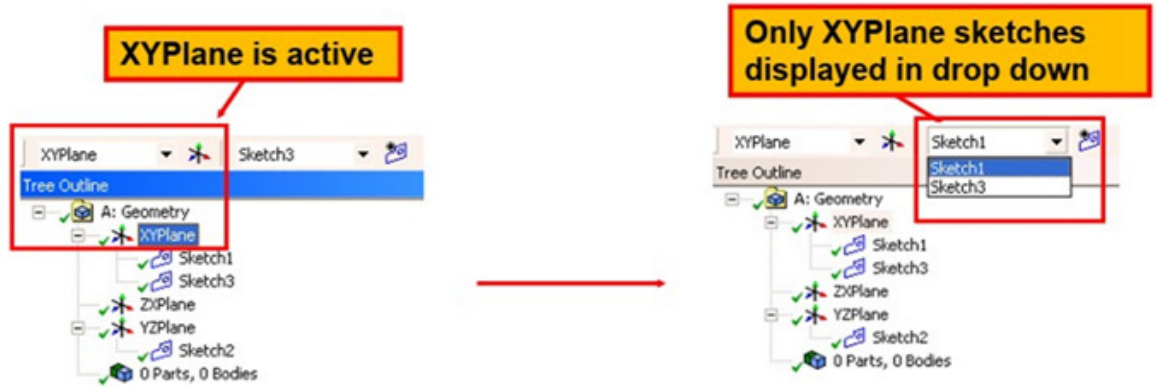 XYPlane is active
XYPlane
Sketch3
Tree Outline
A: Geometry
XYPlane
Sketch1
Sketch3
ZXPlane
YZPlane
Sketch2
0 Parts, 0 Bodies
Only XYPlane sketches
displayed in drop down
XYPlane
Sketch1
Sketch1
Sketch3
Tree Outline
A: Geometry
XYPlane
Sketch1
Sketch3
ZXPlane
YZPlane
Sketch2
0 Parts, 0 Bodies